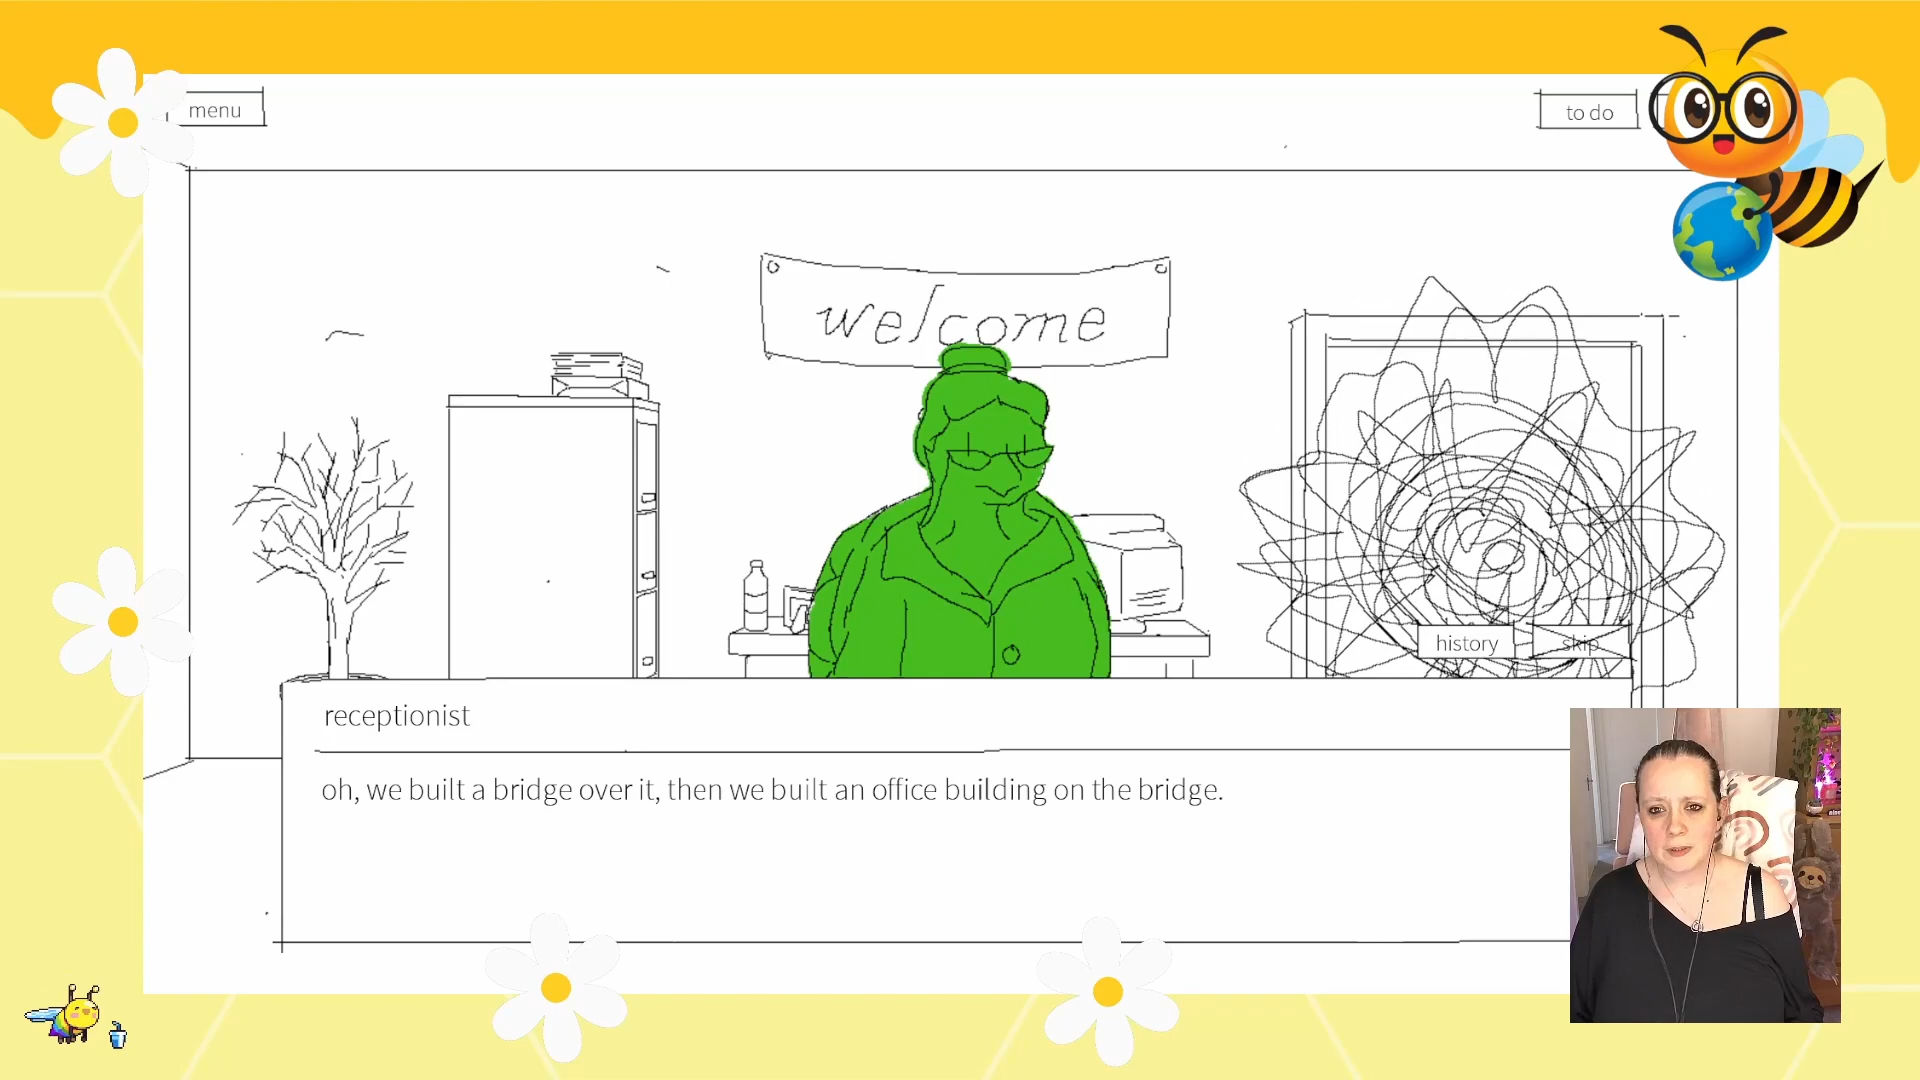 menu
to do
welcome
history
skip
receptionist
oh, we built a bridge over it, then we built an office building on the bridge.